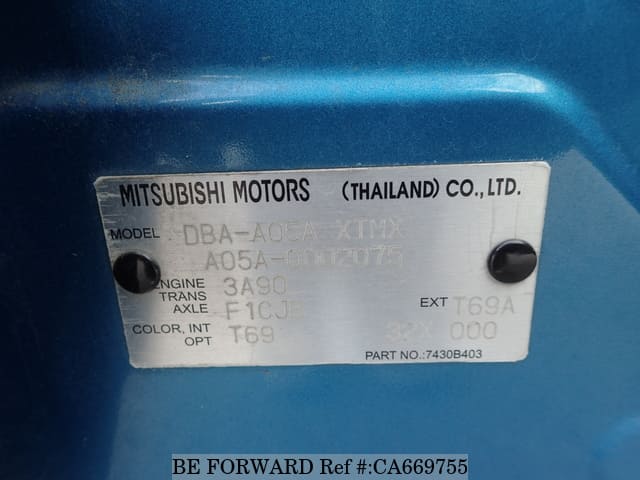 MITSUBISHI MOTORS (THAILAND) CO., LTD.
MODEL DBA-A05A XTMX
A05A-0002075
ENGINE 3A90
TRANS
AXLE F1CJB EXT T69A
COLOR, INT T69 32X 000
OPT
PART NO.:7430B403
BE FORWARD Ref #:CA669755